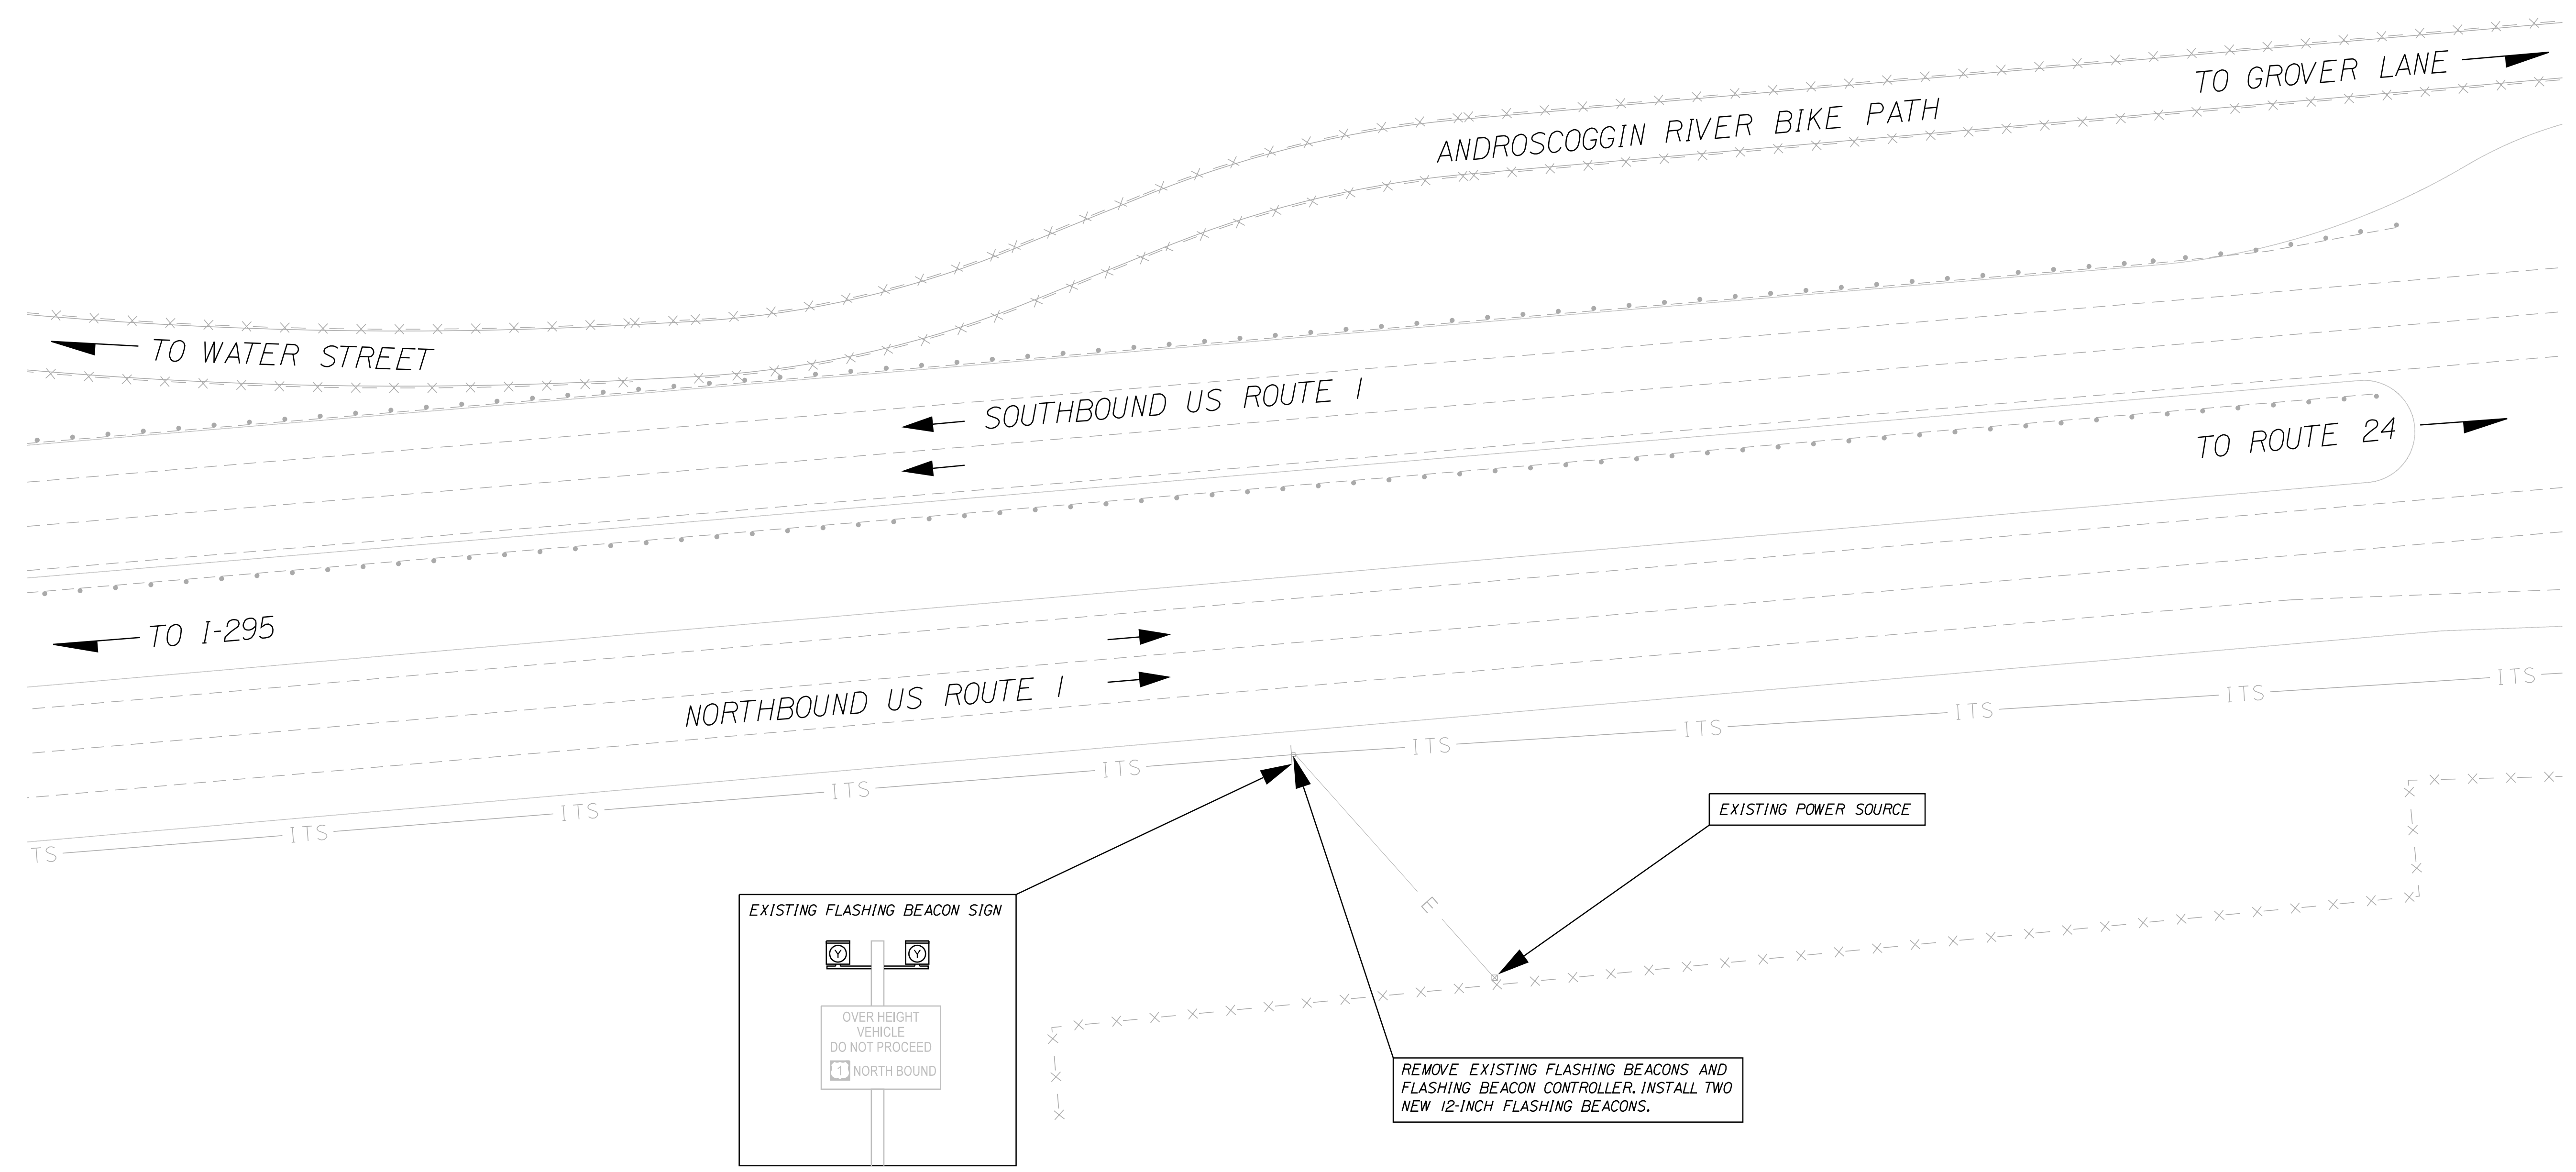 TO GROVER LANE
ANDROSCOGGIN RIVER BIKE PATH
TO WATER STREET
SOUTHBOUND US ROUTE 1
TO ROUTE 24
TO I-295
NORTHBOUND US ROUTE 1
TS ITS ITS ITS ITS ITS ITS ITS ITS ITS
EXISTING POWER SOURCE
E
EXISTING FLASHING BEACON SIGN
Y Y
OVER HEIGHT
VEHICLE
DO NOT PROCEED
1 NORTH BOUND
REMOVE EXISTING FLASHING BEACONS AND
FLASHING BEACON CONTROLLER. INSTALL TWO
NEW 12-INCH FLASHING BEACONS.